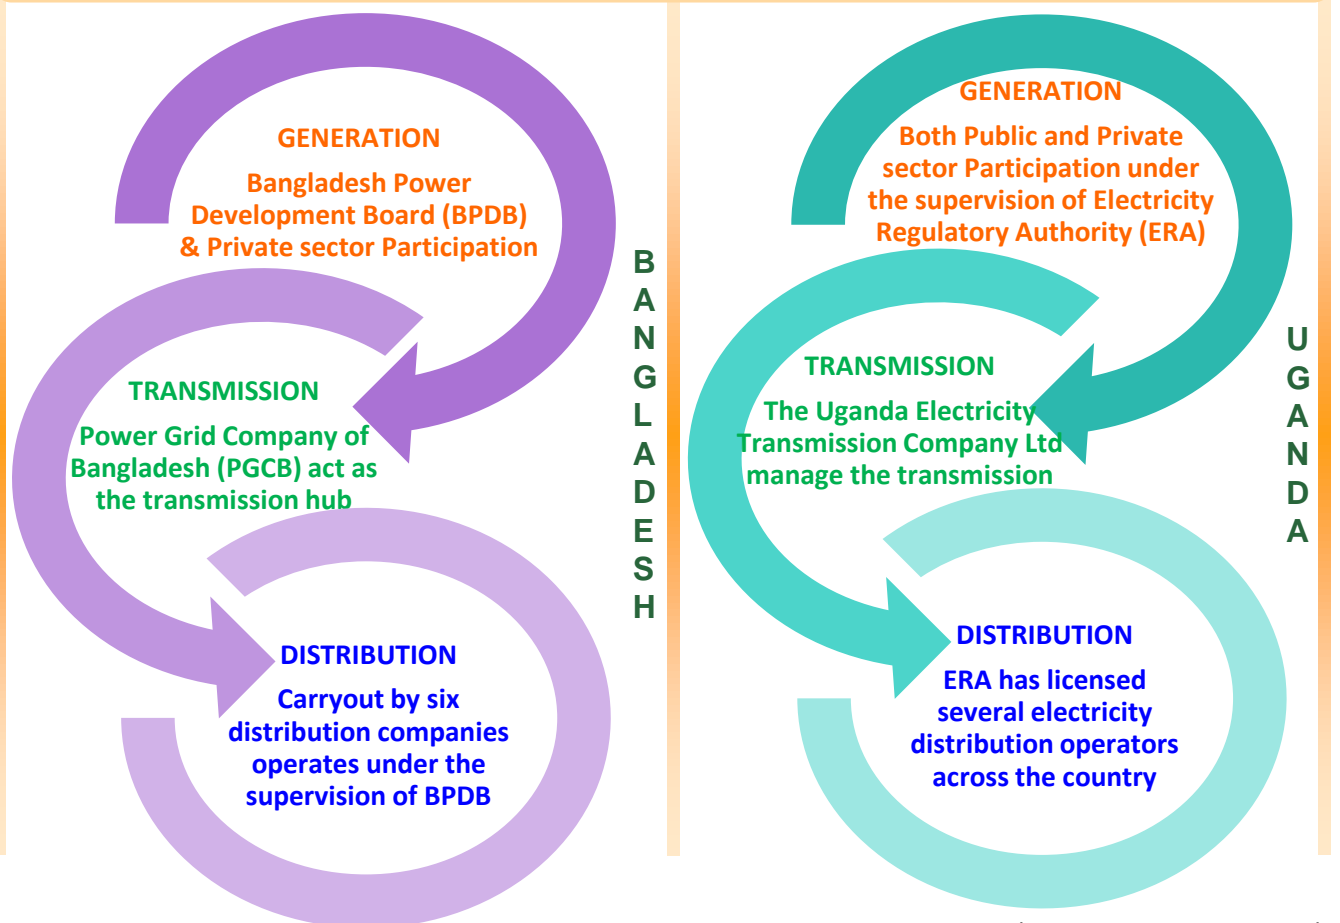 GENERATION
Bangladesh Power
Development Board (BPDB)
& Private sector Participation
TRANSMISSION
Power Grid Company of
Bangladesh (PGCB) act as
the transmission hub
DISTRIBUTION
Carryout by six
distribution companies
operates under the
supervision of BPDB
B
A
N
G
L
A
D
E
S
H
GENERATION
Both Public and Private
sector Participation under
the supervision of Electricity
Regulatory Authority (ERA)
TRANSMISSION
The Uganda Electricity
Transmission Company Ltd
manage the transmission
DISTRIBUTION
ERA has licensed
several electricity
distribution operators
across the country
U
G
A
N
D
A